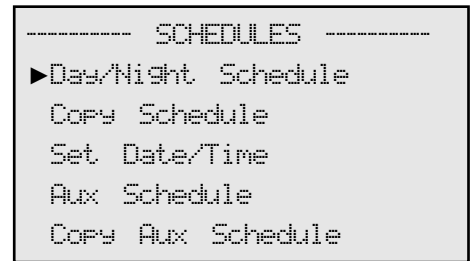 ---------- SCHEDULES ----------
►Day/Night Schedule
Copy Schedule
Set Date/Time
Aux Schedule
Copy Aux Schedule